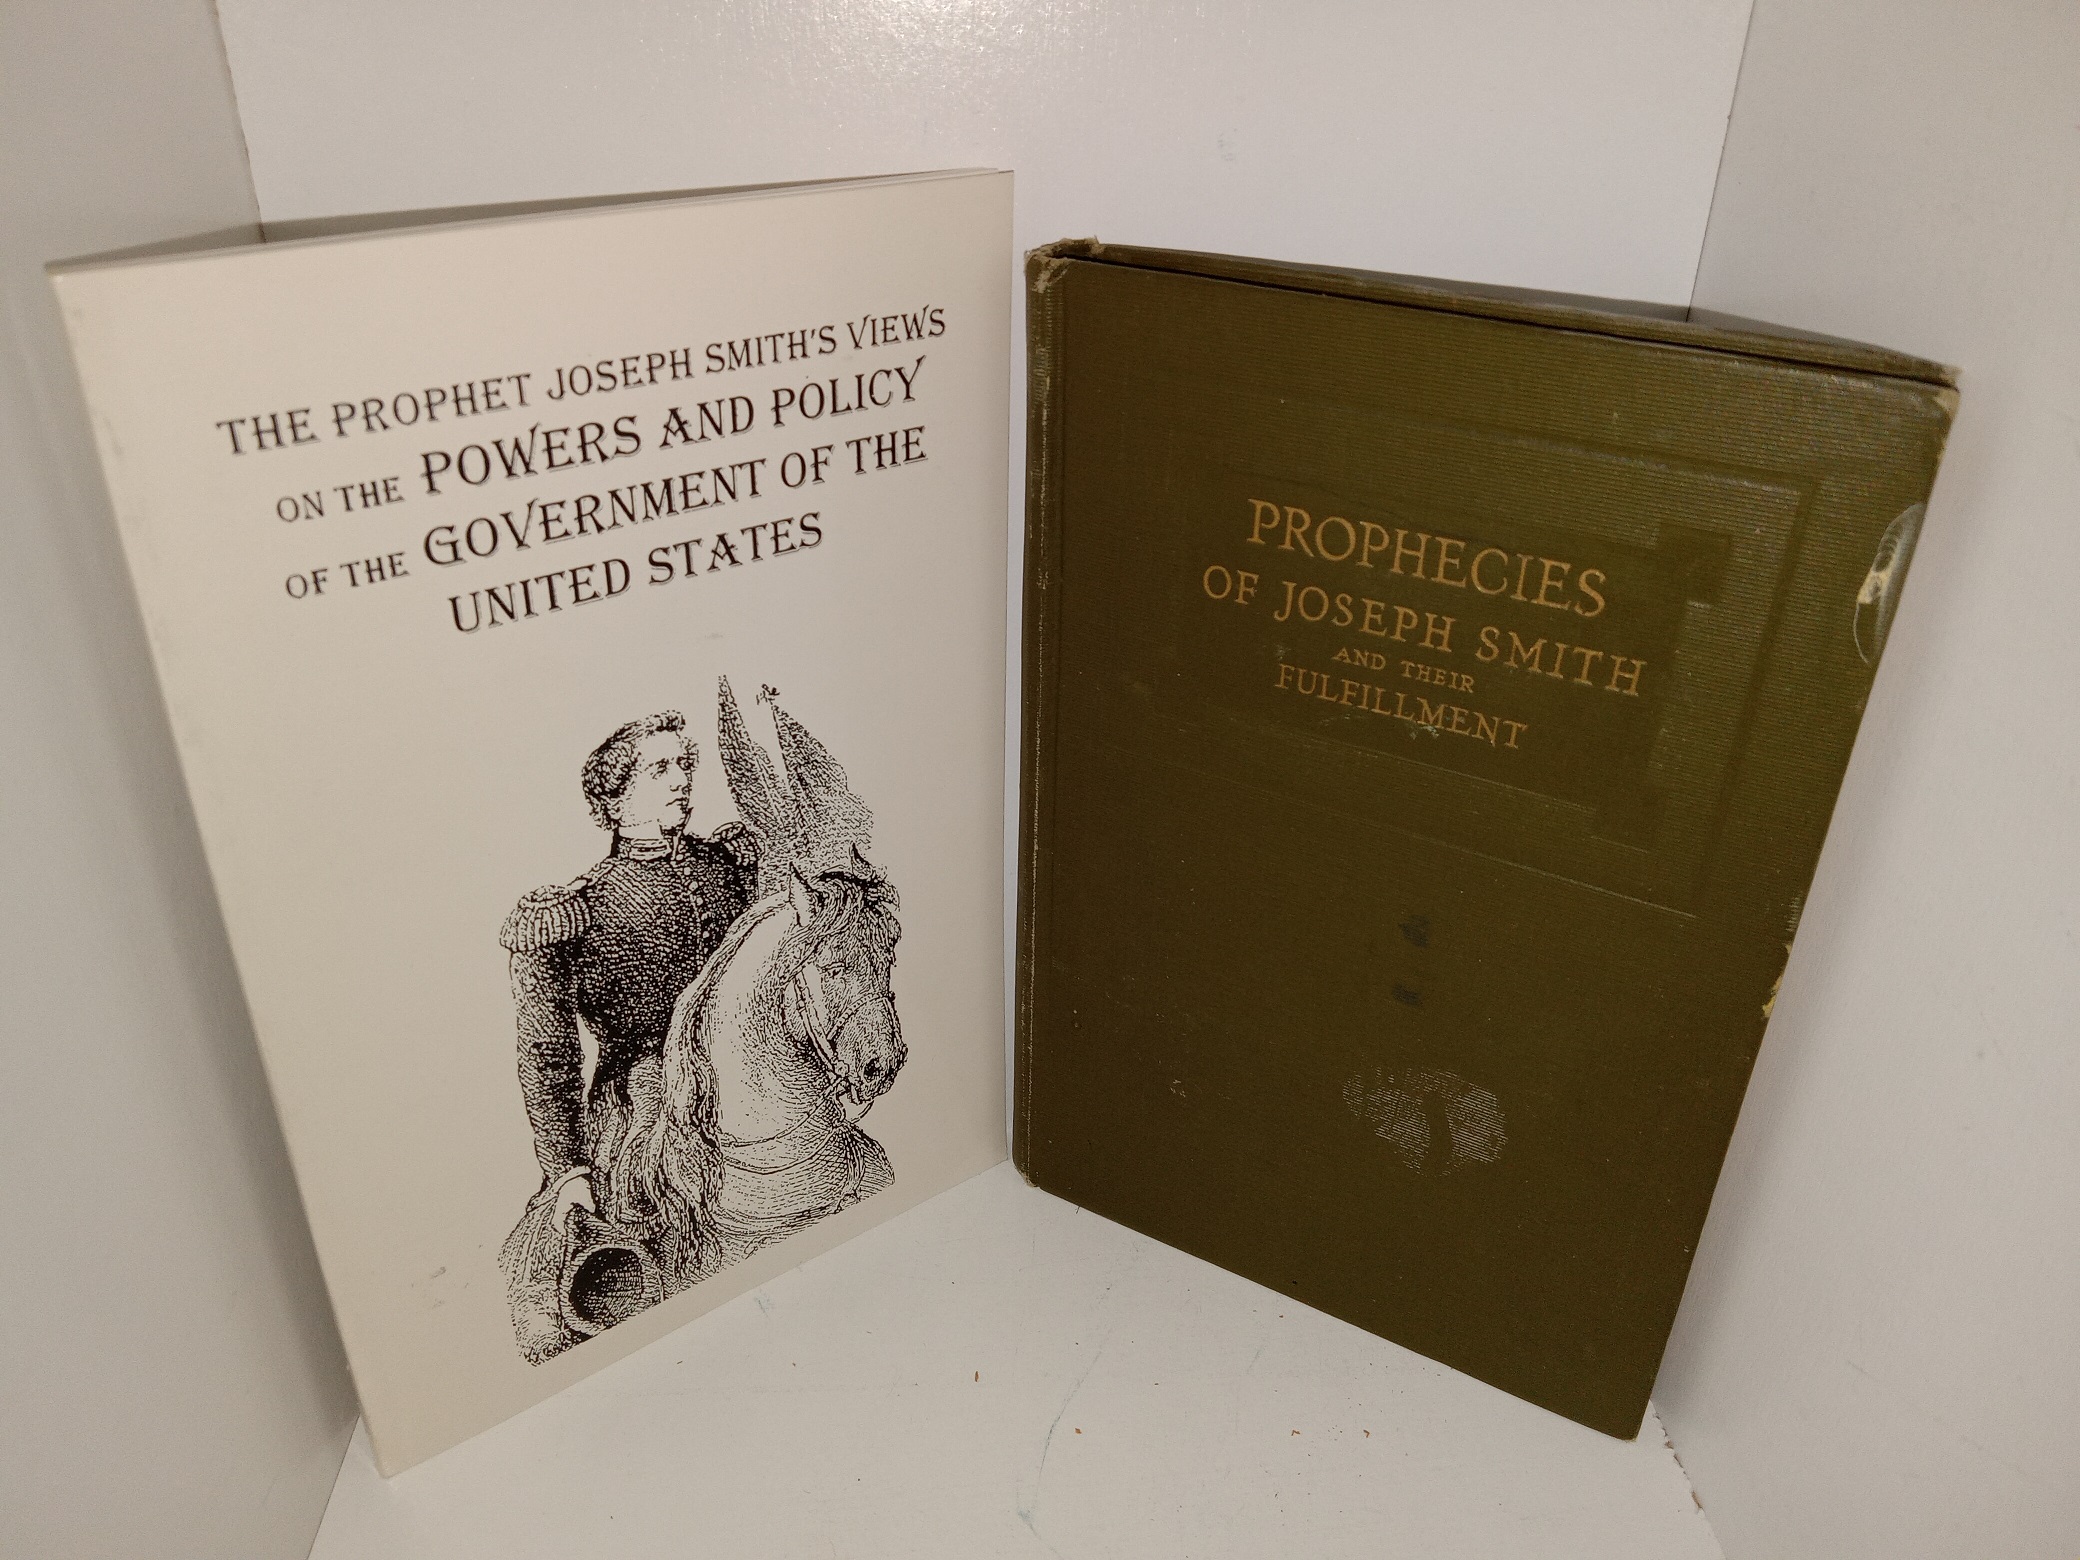 THE PROPHET JOSEPH SMITH'S VIEWS
ON THE POWERS AND POLICY
OF THE GOVERNMENT OF THE
UNITED STATES
PROPHECIES
OF JOSEPH SMITH
AND THEIR
FULFILLMENT